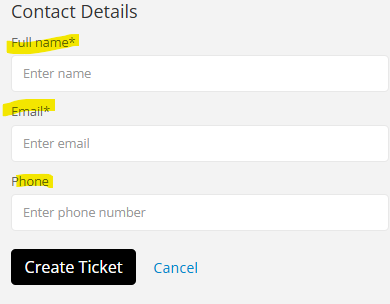 Contact Details
Full name*
Enter name
Email*
Enter email
Phone
Enter phone number
Create Ticket Cancel